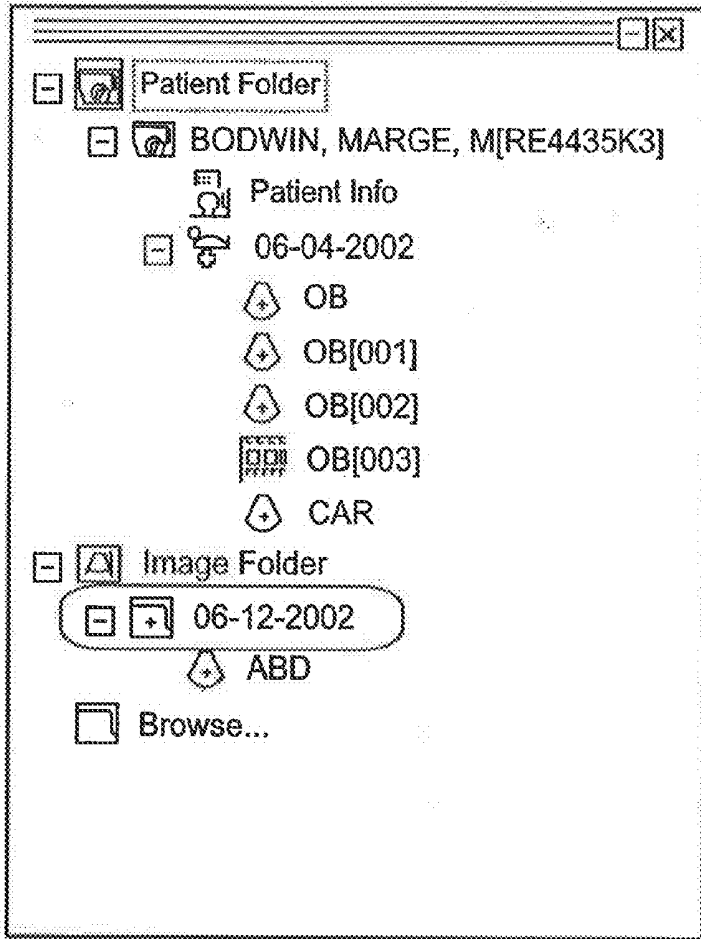 Patient Folder
BODWIN, MARGE, M[RE4435K3]
Patient Info
06-04-2002
OB
OB[001]
OB[002]
OB[003]
CAR
Image Folder
06-12-2002
ABD
Browse...